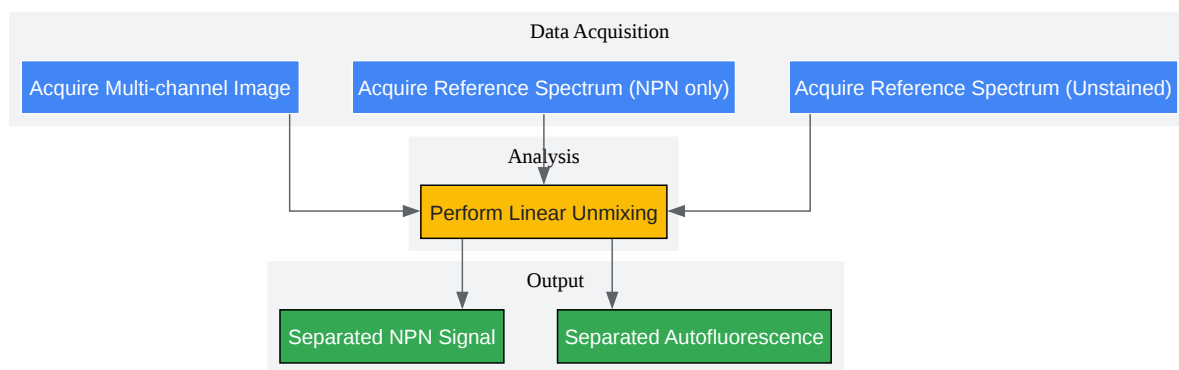 Data Acquisition
Acquire Multi-channel Image
Acquire Reference Spectrum (NPN only)
Acquire Reference Spectrum (Unstained)
Analysis
Perform Linear Unmixing
Output
Separated NPN Signal
Separated Autofluorescence